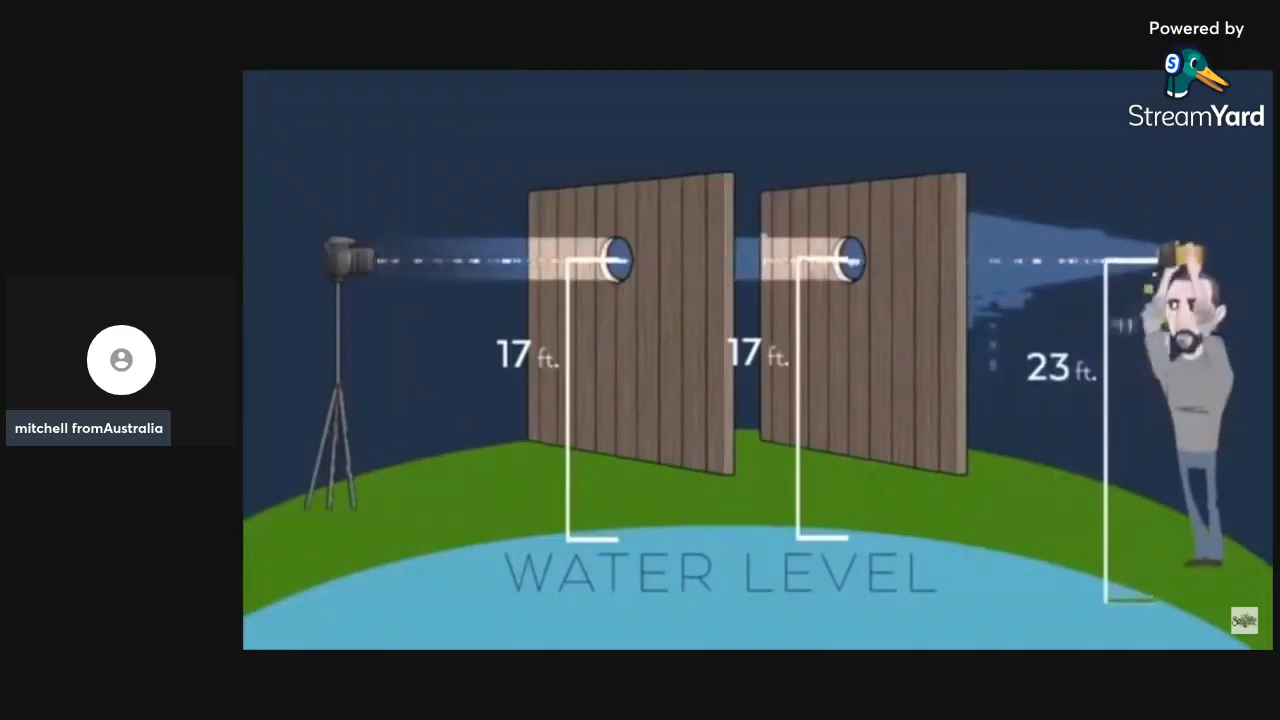 Powered by
StreamYard
17 ft.
17 ft.
23 ft.
mitchell fromAustralia
WATER LEVEL